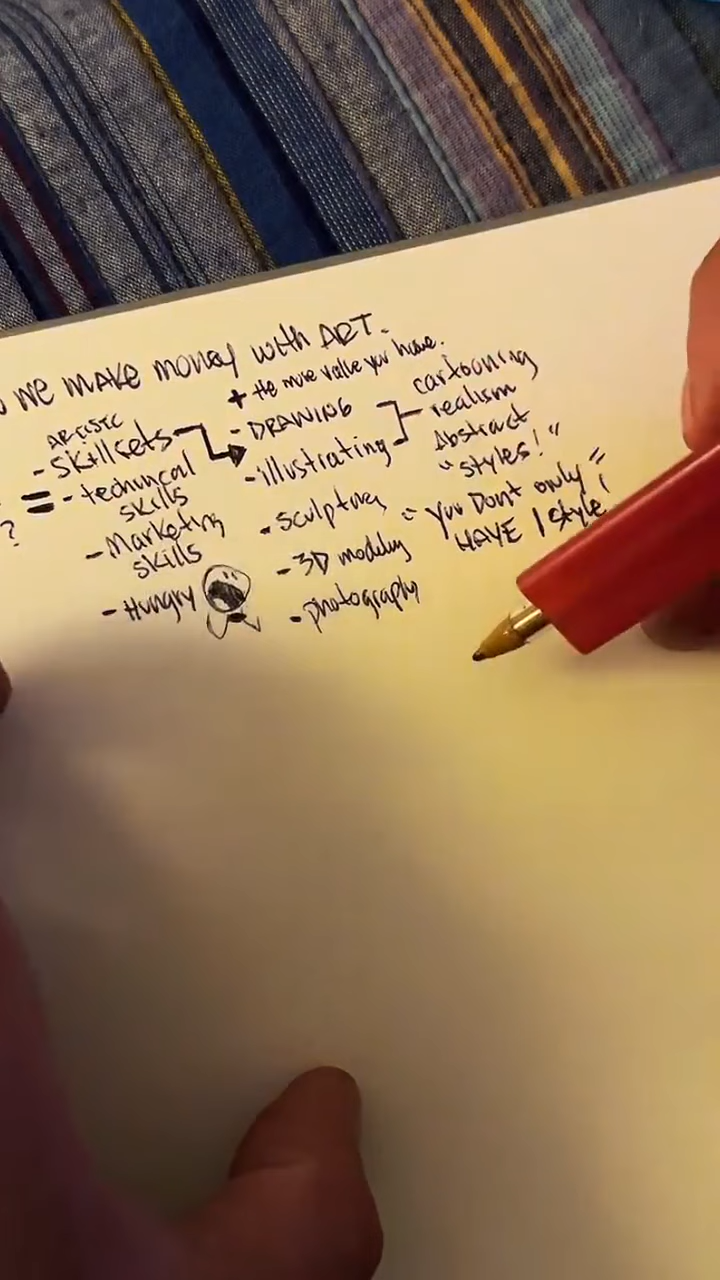 WE MAKE MONEY WITH ART.
+ the more value you have.
ARTISTIC
- Skillsets
- DRAWING
cartooning
realism
Abstract
"styles!"
= - technical
skills
- illustrating
?
- Marketing
skills
- sculpting
"You Dont only
HAVE 1 style!
- 3D modeling
- Hungry
- photography